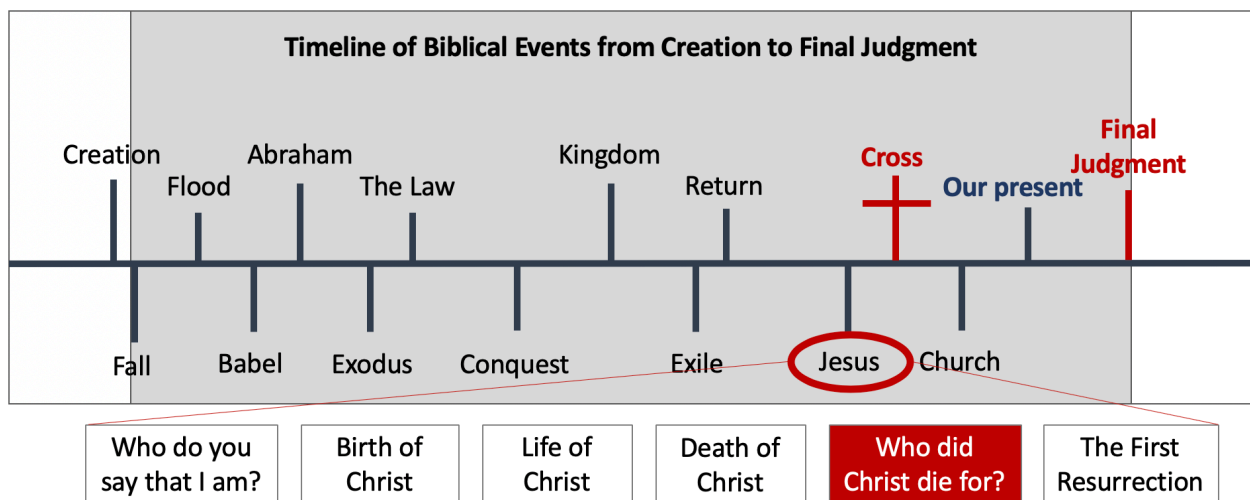 Timeline of Biblical Events from Creation to Final Judgment
Creation
Flood
Abraham
The Law
Kingdom
Return
Cross
Our present
Final
Judgment
Fall
Babel
Exodus
Conquest
Exile
Jesus
Church
Who do you
say that I am?
Birth of
Christ
Life of
Christ
Death of
Christ
Who did
Christ die for?
The First
Resurrection